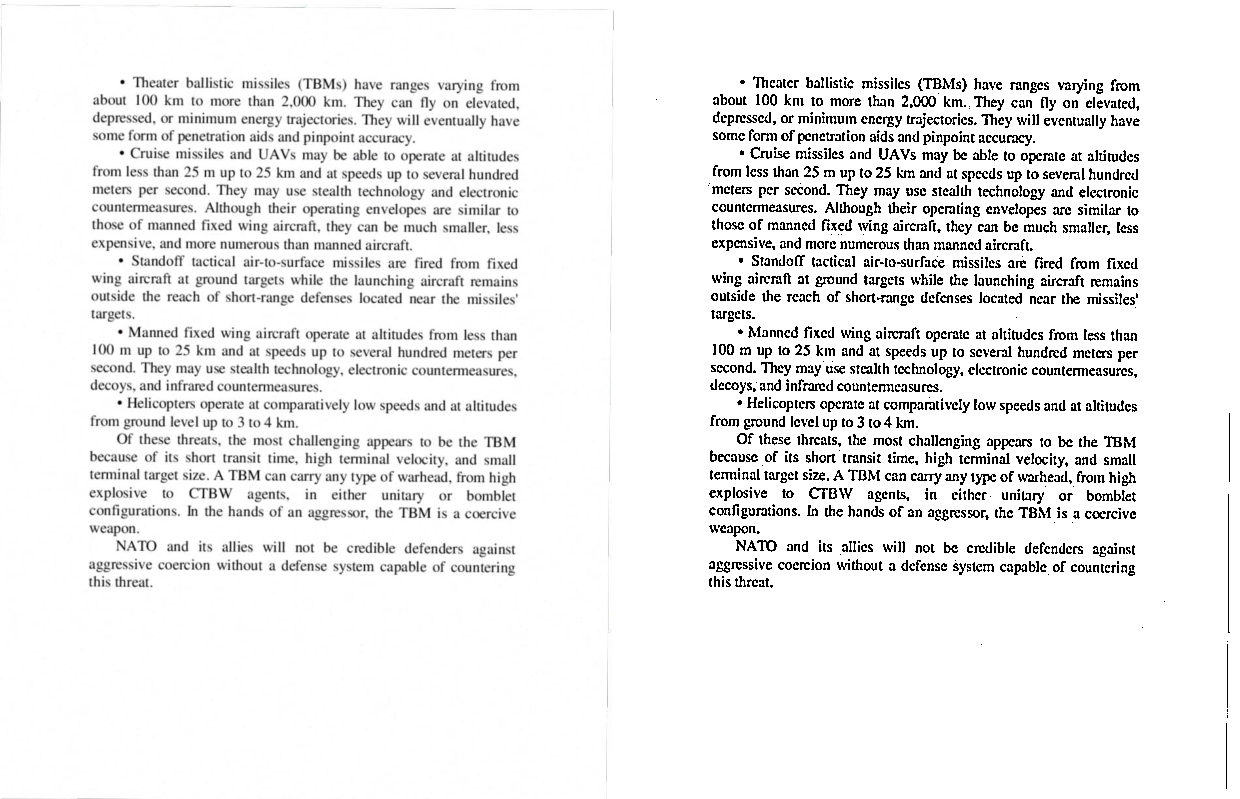 • Theater ballistic missiles (TBMs) have ranges varying from
about 100 km to more than 2,000 km. They can fly on elevated,
depressed, or minimum energy trajectories. They will eventually have
some form of penetration aids and pinpoint accuracy.
• Cruise missiles and UAVs may be able to operate at altitudes
from less than 25 m up to 25 km and at speeds up to several hundred
meters per second. They may use stealth technology and electronic
countermeasures. Although their operating envelopes are similar to
those of manned fixed wing aircraft, they can be much smaller, less
expensive, and more numerous than manned aircraft.
• Standoff tactical air-to-surface missiles are fired from fixed
wing aircraft at ground targets while the launching aircraft remains
outside the reach of short-range defenses located near the missiles'
targets.
• Manned fixed wing aircraft operate at altitudes from less than
100 m up to 25 km and at speeds up to several hundred meters per
second. They may use stealth technology, electronic countermeasures,
decoys, and infrared countermeasures.
• Helicopters operate at comparatively low speeds and at altitudes
from ground level up to 3 to 4 km.
Of these threats, the most challenging appears to be the TBM
because of its short transit time, high terminal velocity, and small
terminal target size. A TBM can carry any type of warhead, from high
explosive to CTBW agents, in either unitary or bomblet
configurations. In the hands of an aggressor, the TBM is a coercive
weapon.
NATO and its allies will not be credible defenders against
aggressive coercion without a defense system capable of countering
this threat.
• Theater ballistic missiles (TBMs) have ranges varying from
about 100 km to more than 2,000 km. They can fly on elevated,
depressed, or minimum energy trajectories. They will eventually have
some form of penetration aids and pinpoint accuracy.
• Cruise missiles and UAVs may be able to operate at altitudes
from less than 25 m up to 25 km and at speeds up to several hundred
meters per second. They may use stealth technology and electronic
countermeasures. Although their operating envelopes are similar to
those of manned fixed wing aircraft, they can be much smaller, less
expensive, and more numerous than manned aircraft.
• Standoff tactical air-to-surface missiles are fired from fixed
wing aircraft at ground targets while the launching aircraft remains
outside the reach of short-range defenses located near the missiles'
targets.
• Manned fixed wing aircraft operate at altitudes from less than
100 m up to 25 km and at speeds up to several hundred meters per
second. They may use stealth technology, electronic countermeasures,
decoys, and infrared countermeasures.
• Helicopters operate at comparatively low speeds and at altitudes
from ground level up to 3 to 4 km.
Of these threats, the most challenging appears to be the TBM
because of its short transit time, high terminal velocity, and small
terminal target size. A TBM can carry any type of warhead, from high
explosive to CTBW agents, in either unitary or bomblet
configurations. In the hands of an aggressor, the TBM is a coercive
weapon.
NATO and its allies will not be credible defenders against
aggressive coercion without a defense system capable of countering
this threat.